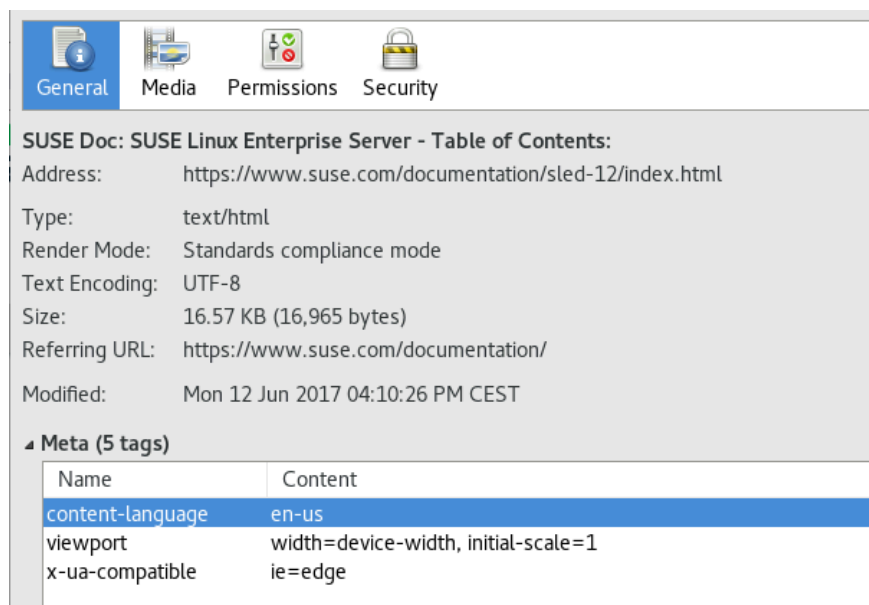 General Media Permissions Security
SUSE Doc: SUSE Linux Enterprise Server - Table of Contents:
Address: https://www.suse.com/documentation/sled-12/index.html
Type: text/html
Render Mode: Standards compliance mode
Text Encoding: UTF-8
Size: 16.57 KB (16,965 bytes)
Referring URL: https://www.suse.com/documentation/
Modified: Mon 12 Jun 2017 04:10:26 PM CEST
Meta (5 tags)
Name Content
content-language en-us
viewport width=device-width, initial-scale=1
x-ua-compatible ie=edge